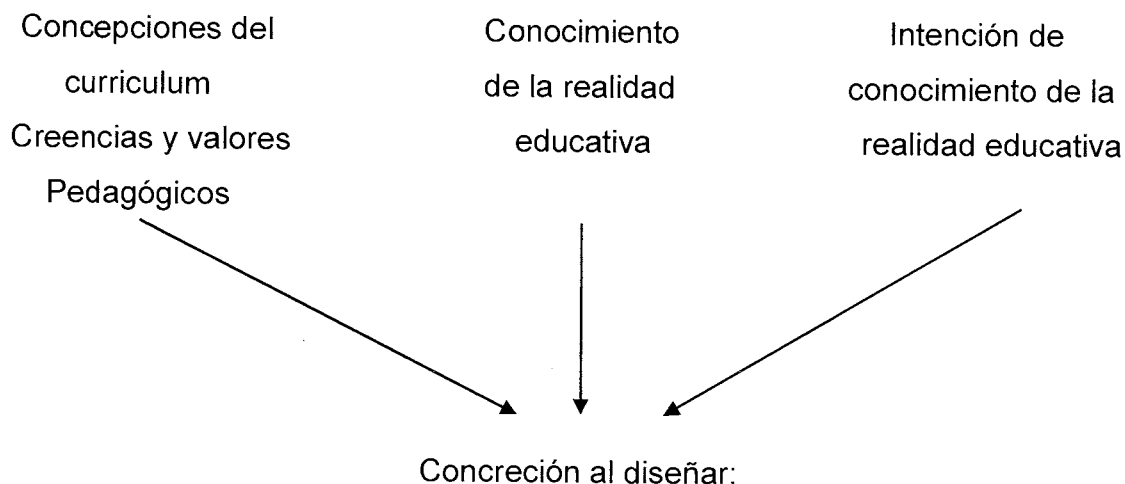 Concepciones del
curriculum
Creencias y valores
Pedagógicos
Conocimiento
de la realidad
educativa
Intención de
conocimiento de la
realidad educativa
Concreción al diseñar: